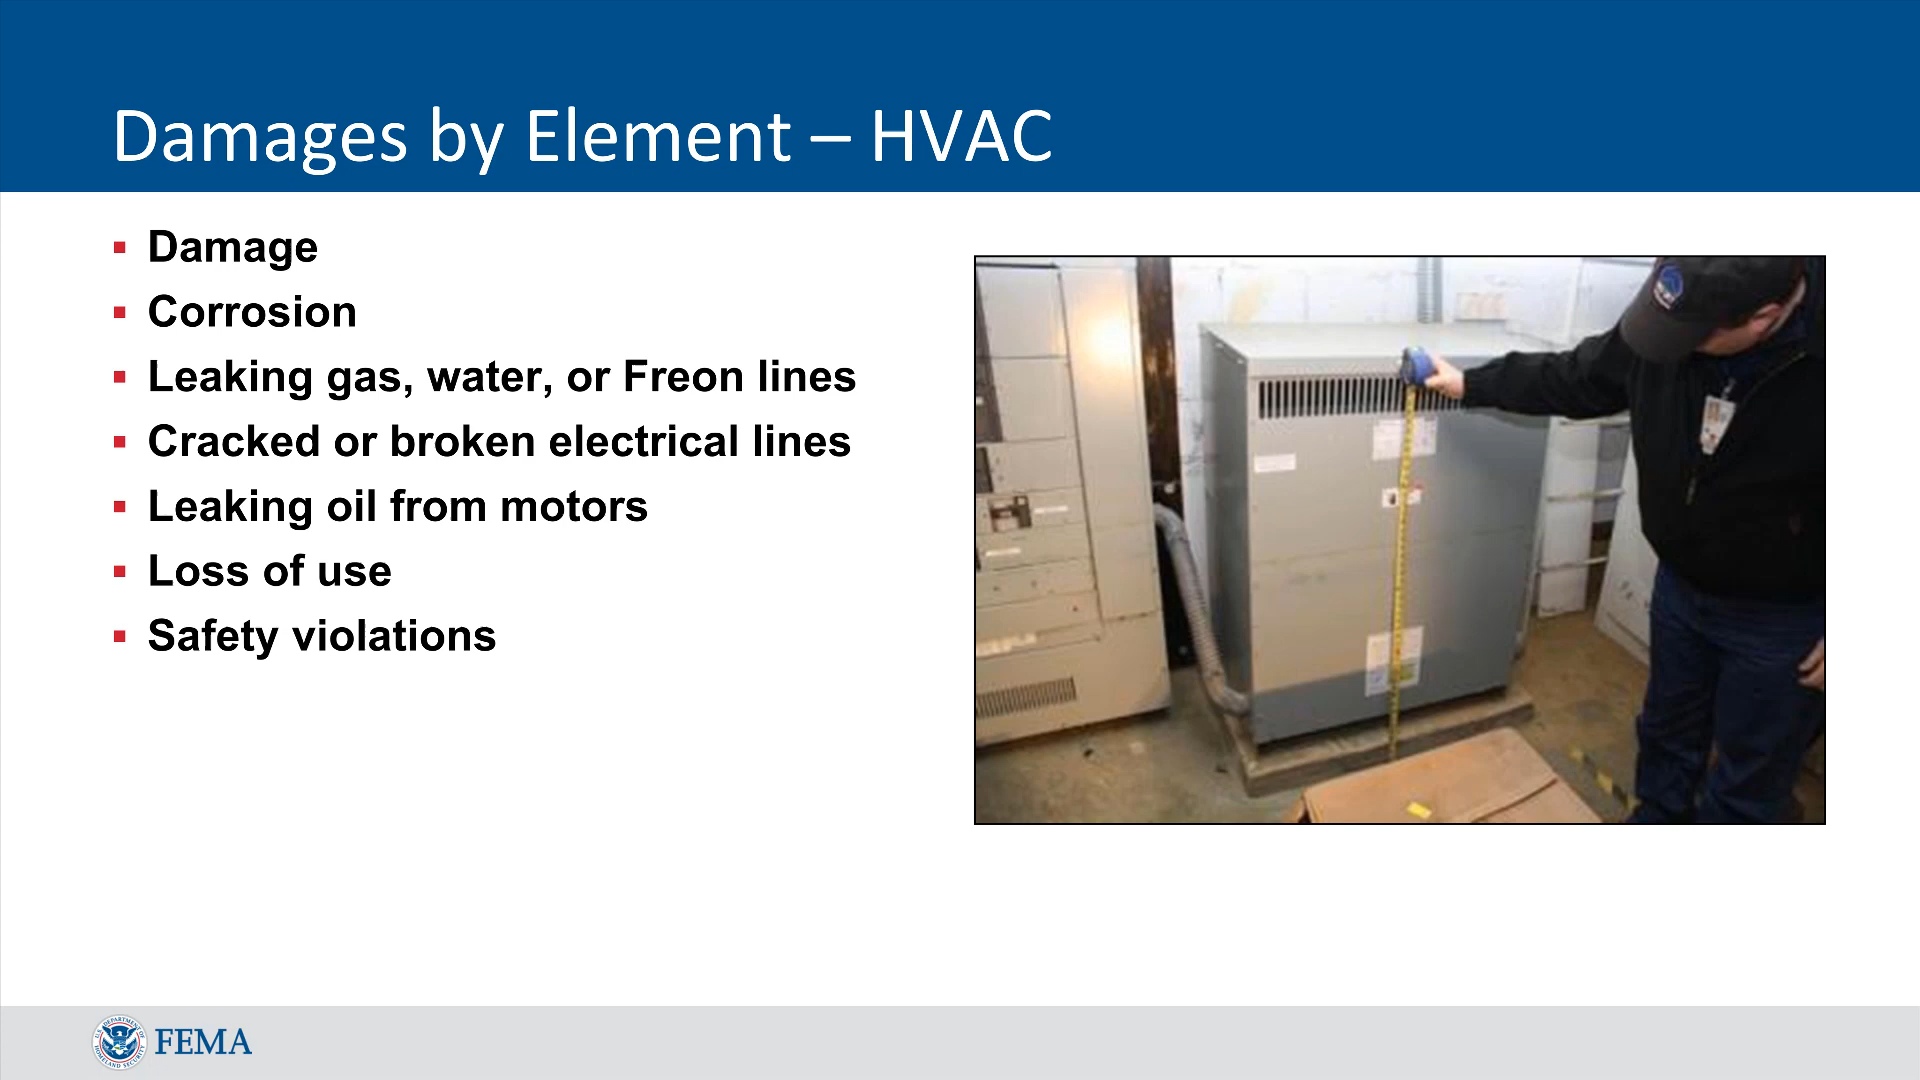 Damages by Element – HVAC
Damage
Corrosion
Leaking gas, water, or Freon lines
Cracked or broken electrical lines
Leaking oil from motors
Loss of use
Safety violations
FEMA